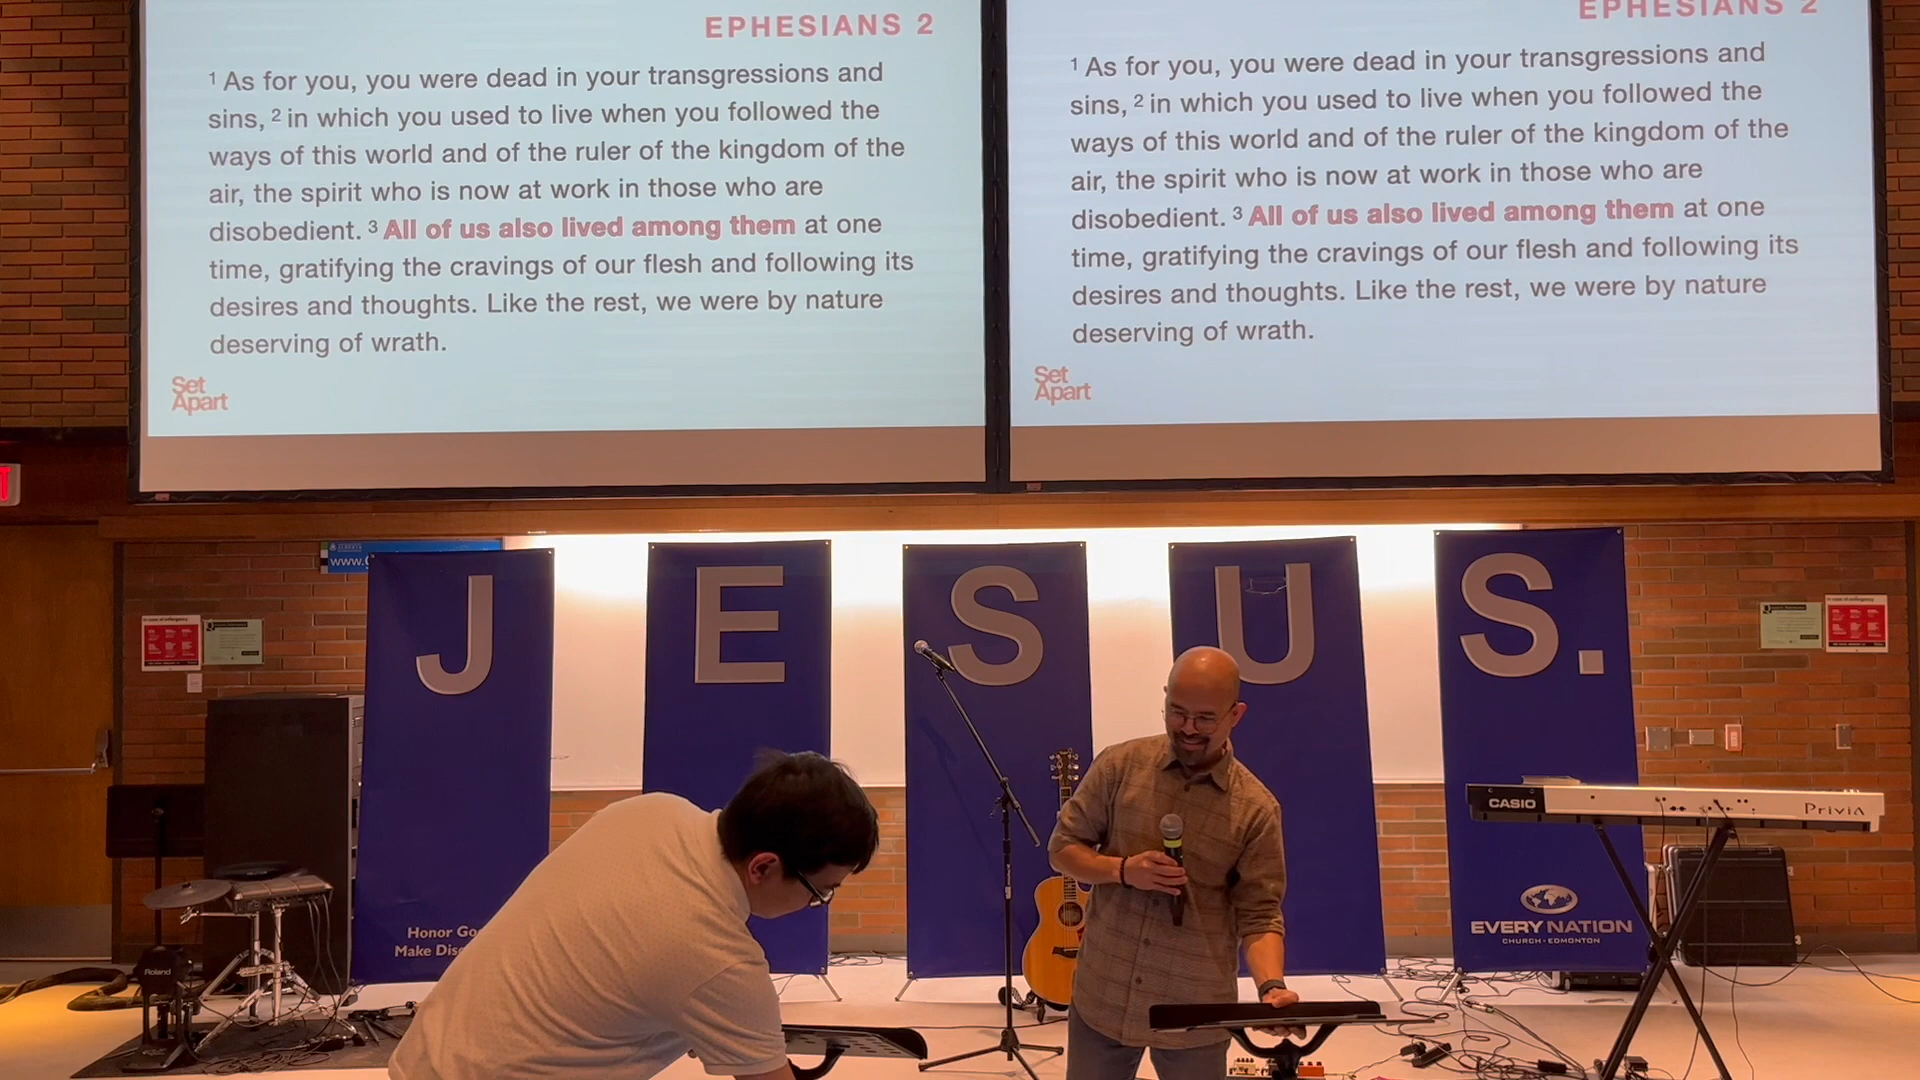 EPHESIANS 2
1 As for you, you were dead in your transgressions and
sins, 2 in which you used to live when you followed the
ways of this world and of the ruler of the kingdom of the
air, the spirit who is now at work in those who are
disobedient. 3 All of us also lived among them at one
time, gratifying the cravings of our flesh and following its
desires and thoughts. Like the rest, we were by nature
deserving of wrath.
Set
Apart
EPHESIANS 2
1 As for you, you were dead in your transgressions and
sins, 2 in which you used to live when you followed the
ways of this world and of the ruler of the kingdom of the
air, the spirit who is now at work in those who are
disobedient. 3 All of us also lived among them at one
time, gratifying the cravings of our flesh and following its
desires and thoughts. Like the rest, we were by nature
deserving of wrath.
Set
Apart
www.
J E S U S.
Honor
Make
EVERY NATION
CHURCH · EDMONTON
CASIO
Privia
Roland